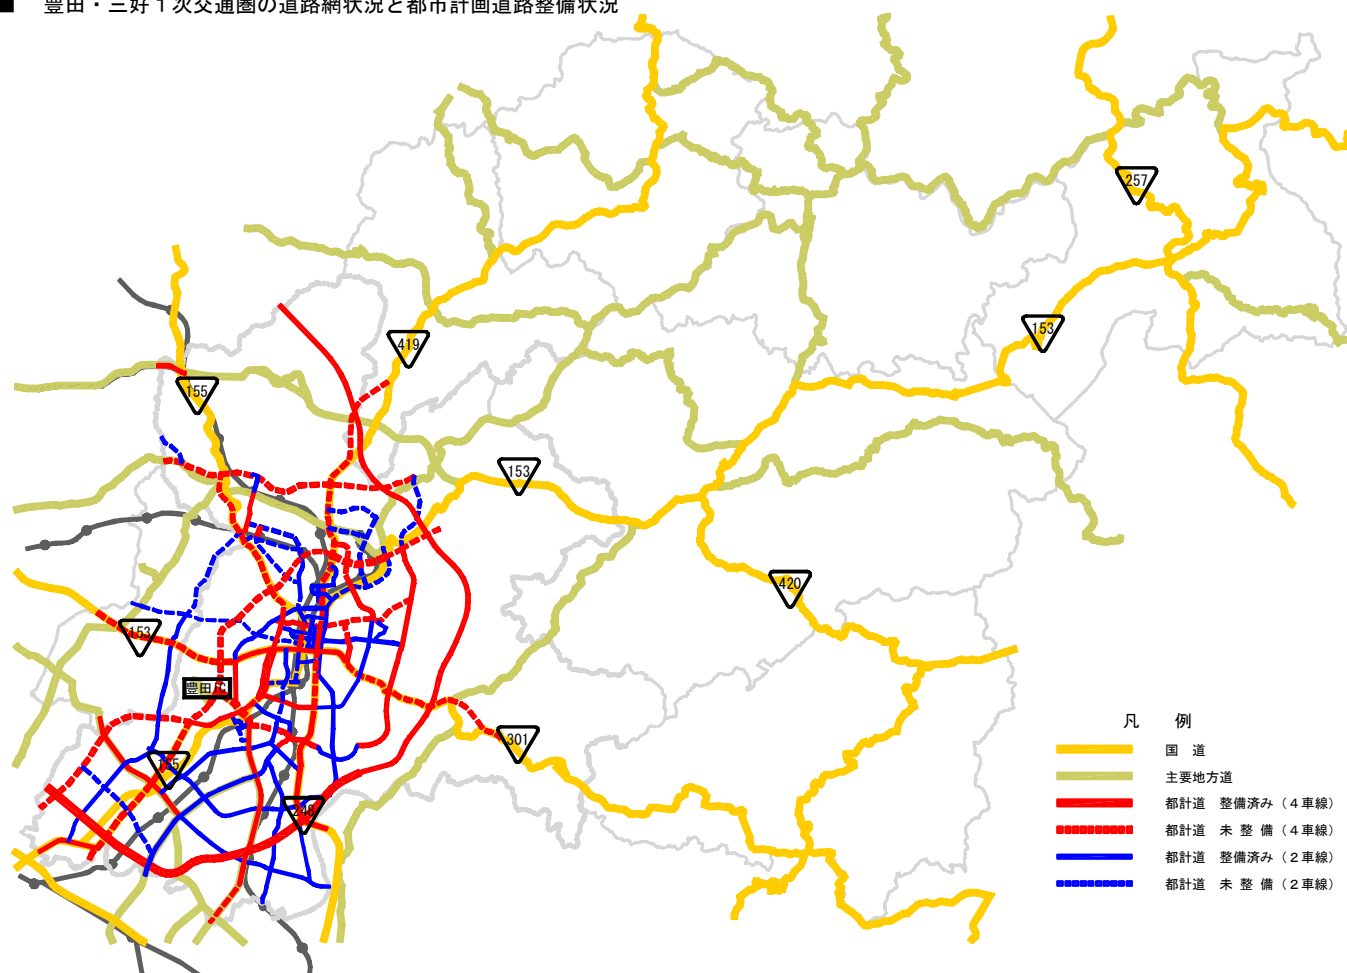 ■ 豊田・三好１次交通圏の道路網状況と都市計画道路整備状況
257
153
419
155
153
420
153
豊田JC
301
155
248
凡 例
国 道
主要地方道
都計道 整備済み（４車線）
都計道 未 整 備（４車線）
都計道 整備済み（２車線）
都計道 未 整 備（２車線）